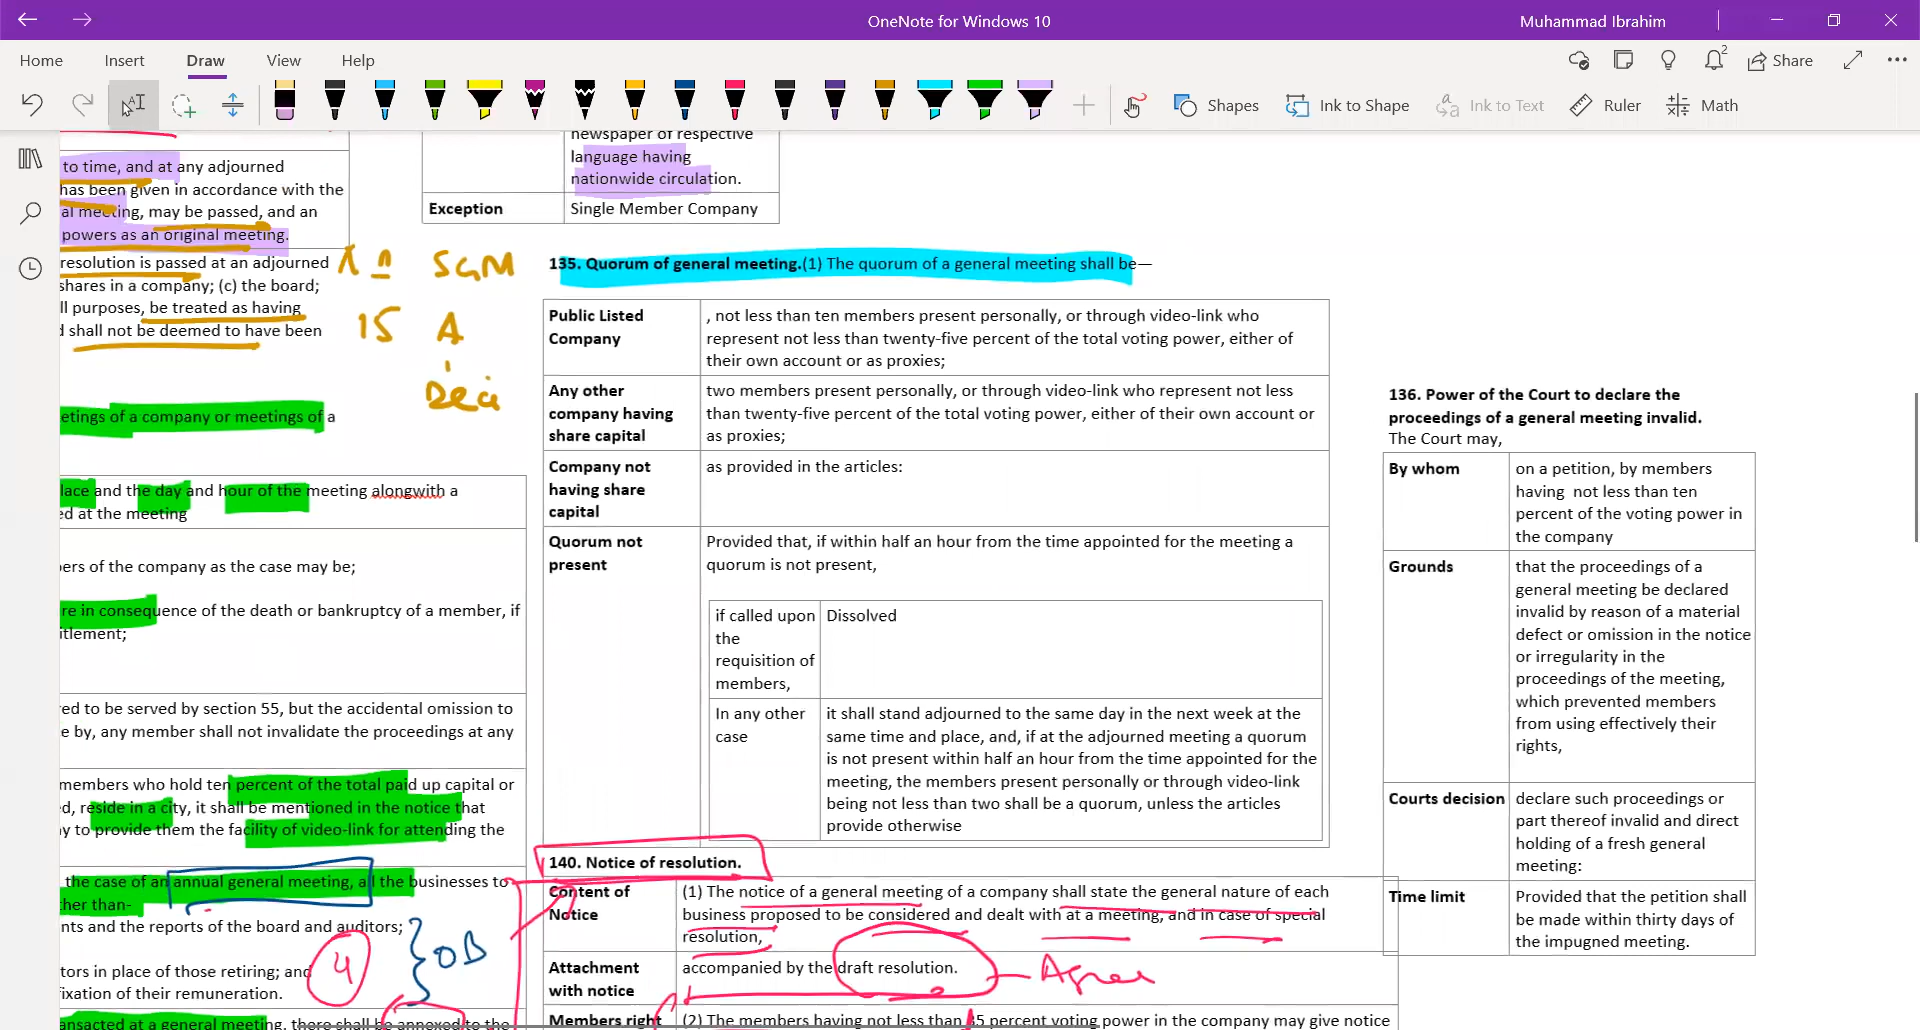 OneNote for Windows 10
Muhammad Ibrahim
Home
Insert
Draw
View
Help
2
Share
Shapes
Ink to Shape
Ink to Text
Ruler
Math
to time, and at any adjourned
has been given in accordance with the
al meeting, may be passed, and an
powers as an original meeting.
resolution is passed at an adjourned
shares in a company; (c) the board;
ll purposes, be treated as having
d shall not be deemed to have been
SGM
15 A
Deci
etings of a company or meetings of a
lace and the day and hour of the meeting alongwith a
ed at the meeting
bers of the company as the case may be;
re in consequence of the death or bankruptcy of a member, if
itlement;
red to be served by section 55, but the accidental omission to
e by, any member shall not invalidate the proceedings at any
members who hold ten percent of the total paid up capital or
d, reside in a city, it shall be mentioned in the notice that
y to provide them the facility of video-link for attending the
the case of an annual general meeting, all the businesses to
her than-
nts and the reports of the board and auditors;
tors in place of those retiring; and
fixation of their remuneration.
4
OB
ansacted at a general meeting, there shall be annexed to the
newspaper of respective
language having
nationwide circulation.
Exception
Single Member Company
135. Quorum of general meeting.(1) The quorum of a general meeting shall be—
Public Listed
Company
, not less than ten members present personally, or through video-link who
represent not less than twenty-five percent of the total voting power, either of
their own account or as proxies;
Any other
company having
share capital
two members present personally, or through video-link who represent not less
than twenty-five percent of the total voting power, either of their own account or
as proxies;
Company not
having share
capital
as provided in the articles:
Quorum not
present
Provided that, if within half an hour from the time appointed for the meeting a
quorum is not present,
if called upon
the
requisition of
members,
Dissolved
In any other
case
it shall stand adjourned to the same day in the next week at the
same time and place, and, if at the adjourned meeting a quorum
is not present within half an hour from the time appointed for the
meeting, the members present personally or through video-link
being not less than two shall be a quorum, unless the articles
provide otherwise
140. Notice of resolution.
Content of
Notice
(1) The notice of a general meeting of a company shall state the general nature of each
business proposed to be considered and dealt with at a meeting, and in case of special
resolution,
Attachment
with notice
accompanied by the draft resolution.
Agree
Members right
(2) The members having not less than 5 percent voting power in the company may give notice
136. Power of the Court to declare the
proceedings of a general meeting invalid.
The Court may,
By whom
on a petition, by members
having not less than ten
percent of the voting power in
the company
Grounds
that the proceedings of a
general meeting be declared
invalid by reason of a material
defect or omission in the notice
or irregularity in the
proceedings of the meeting,
which prevented members
from using effectively their
rights,
Courts decision
declare such proceedings or
part thereof invalid and direct
holding of a fresh general
meeting:
Time limit
Provided that the petition shall
be made within thirty days of
the impugned meeting.